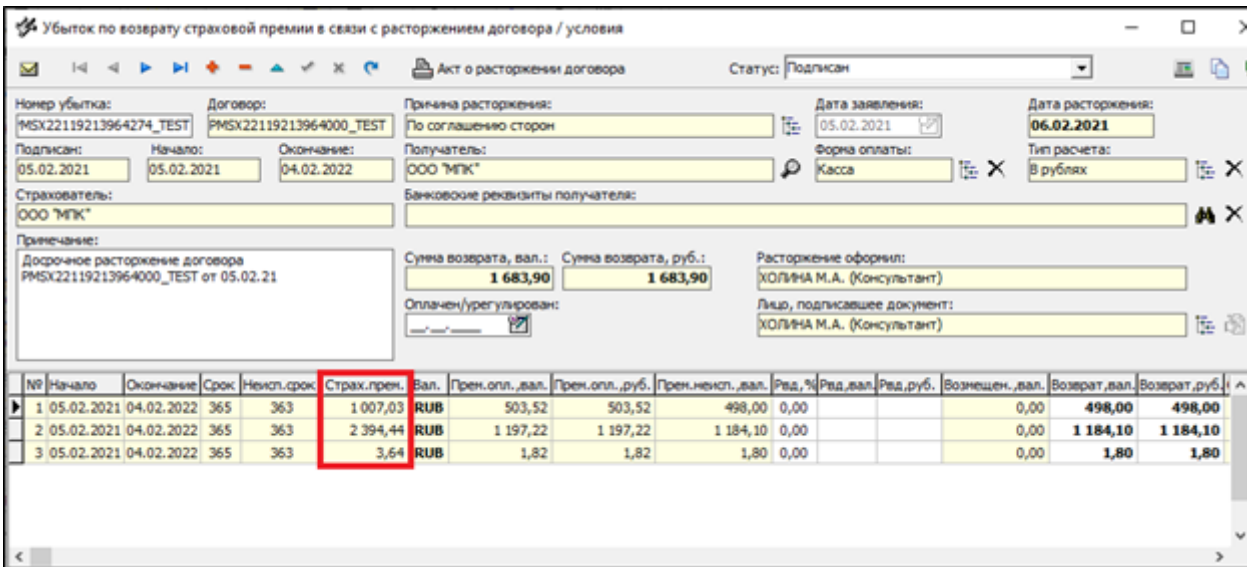 Убыток по возврату страховой премии в связи с расторжением договора / условия
Акт о расторжении договора Статус: Подписан
Номер убытка: Договор: Причина расторжения: Дата заявления: Дата расторжения:
MSX22119213964274_TEST PMSX22119213964000_TEST По соглашению сторон 05.02.2021 06.02.2021
Подписан: Начало: Окончание: Получатель: Форма оплаты: Тип расчета:
05.02.2021 05.02.2021 04.02.2022 ООО "МПК" Касса В рублях
Страхователь: Банковские реквизиты получателя:
ООО "МПК"
Примечание:
Досрочное расторжение договора
PMSX22119213964000_TEST от 05.02.21
Сумма возврата, вал.: Сумма возврата, руб.: Расторжение оформил:
1 683,90 1 683,90 ХОЛИНА М.А. (Консультант)
Оплачен/урегулирован: Лицо, подписавшее документ:
__.__.____ ХОЛИНА М.А. (Консультант)
№ Начало Окончание Срок Неисп.срок Страх.прен. Вал. Прен.опл.,вал. Прен.опл.,руб. Прен.неисп.,вал. Рвд,% Рвд,вал. Рвд,руб. Возмещен.,вал. Возврат,вал. Возврат,руб.
1 05.02.2021 04.02.2022 365 363 1 007,03 RUB 503,52 503,52 498,00 0,00 0,00 498,00 498,00
2 05.02.2021 04.02.2022 365 363 2 394,44 RUB 1 197,22 1 197,22 1 184,10 0,00 0,00 1 184,10 1 184,10
3 05.02.2021 04.02.2022 365 363 3,64 RUB 1,82 1,82 1,80 0,00 0,00 1,80 1,80